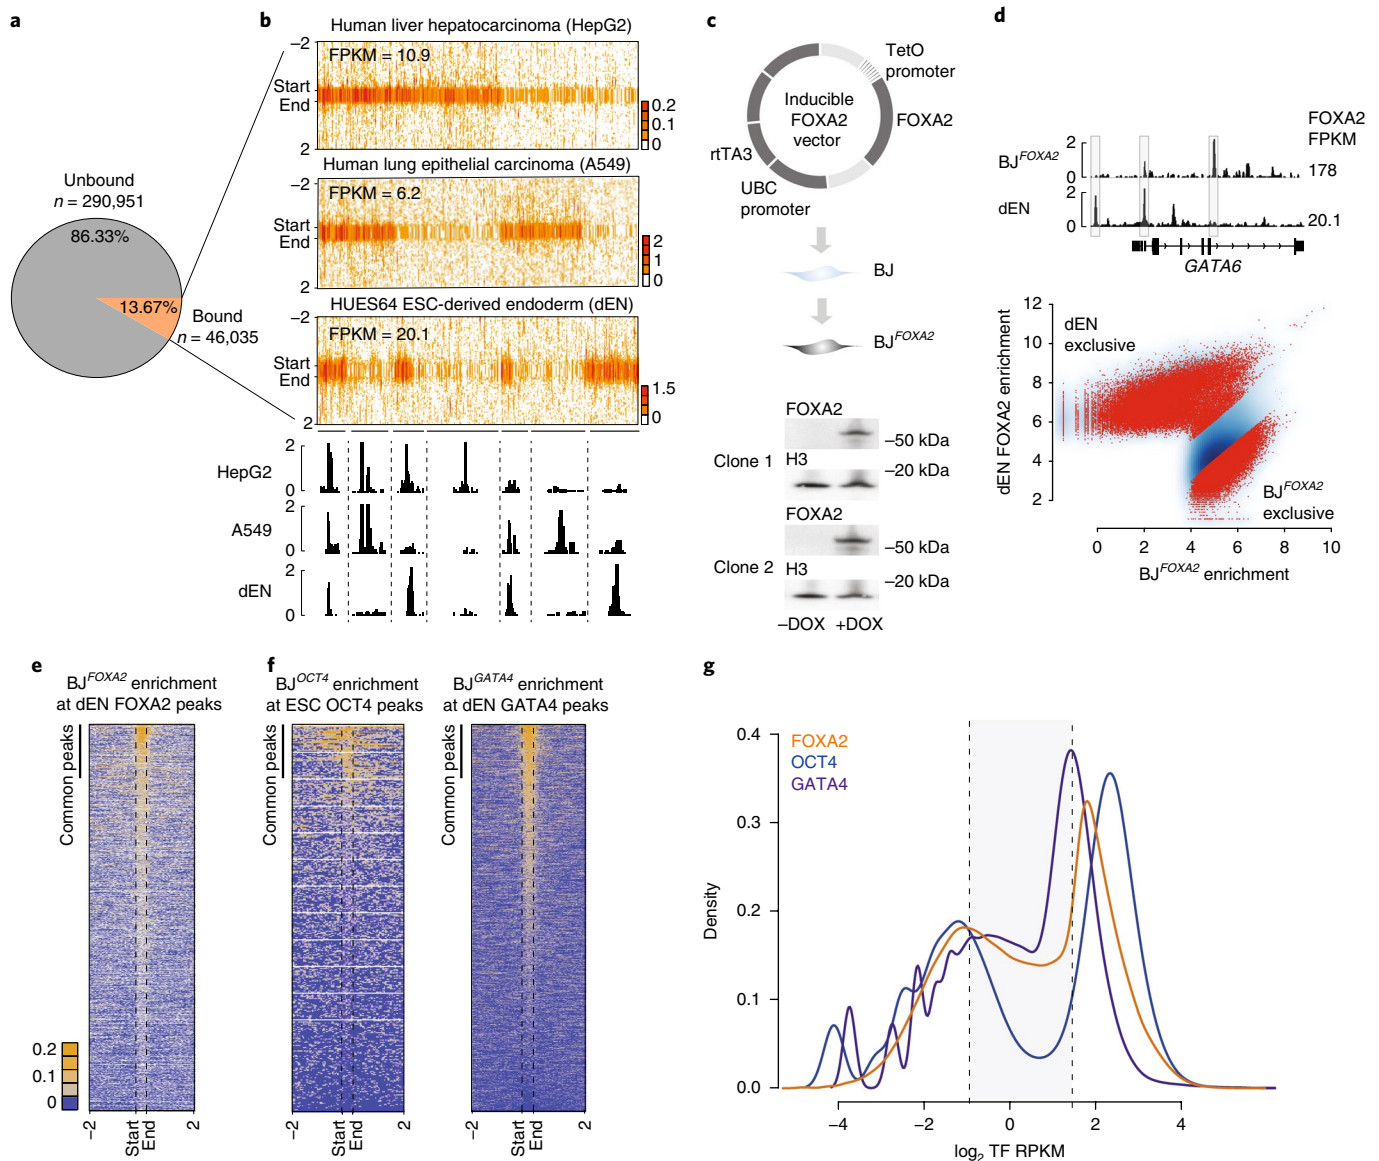 a
Unbound
n = 290,951
86.33%
13.67%
Bound
n = 46,035
b
Human liver hepatocarcinoma (HepG2)
FPKM = 10.9
–2
Start
End
2
0.2
0.1
0
Human lung epithelial carcinoma (A549)
FPKM = 6.2
–2
Start
End
2
2
1
0
HUES64 ESC-derived endoderm (dEN)
FPKM = 20.1
–2
Start
End
2
1.5
0
HepG2
2
0
A549
2
0
dEN
2
0
c
TetO
promoter
Inducible
FOXA2
vector
FOXA2
rtTA3
UBC
promoter
BJ
BJFOXA2
FOXA2
–50 kDa
Clone 1
H3
–20 kDa
FOXA2
–50 kDa
Clone 2
H3
–20 kDa
–DOX
+DOX
d
FOXA2
FPKM
BJFOXA2
2
0
178
dEN
2
0
20.1
GATA6
dEN FOXA2 enrichment
12
10
8
6
4
2
dEN
exclusive
BJFOXA2
exclusive
0
2
4
6
8
10
BJFOXA2 enrichment
e
BJFOXA2 enrichment
at dEN FOXA2 peaks
Common peaks
0.2
0.1
0
–2
Start
End
2
f
BJOCT4 enrichment
at ESC OCT4 peaks
Common peaks
–2
Start
End
2
BJGATA4 enrichment
at dEN GATA4 peaks
Common peaks
–2
Start
End
2
g
FOXA2
OCT4
GATA4
Density
0.4
0.3
0.2
0.1
0.0
–4
–2
0
2
4
log2 TF RPKM